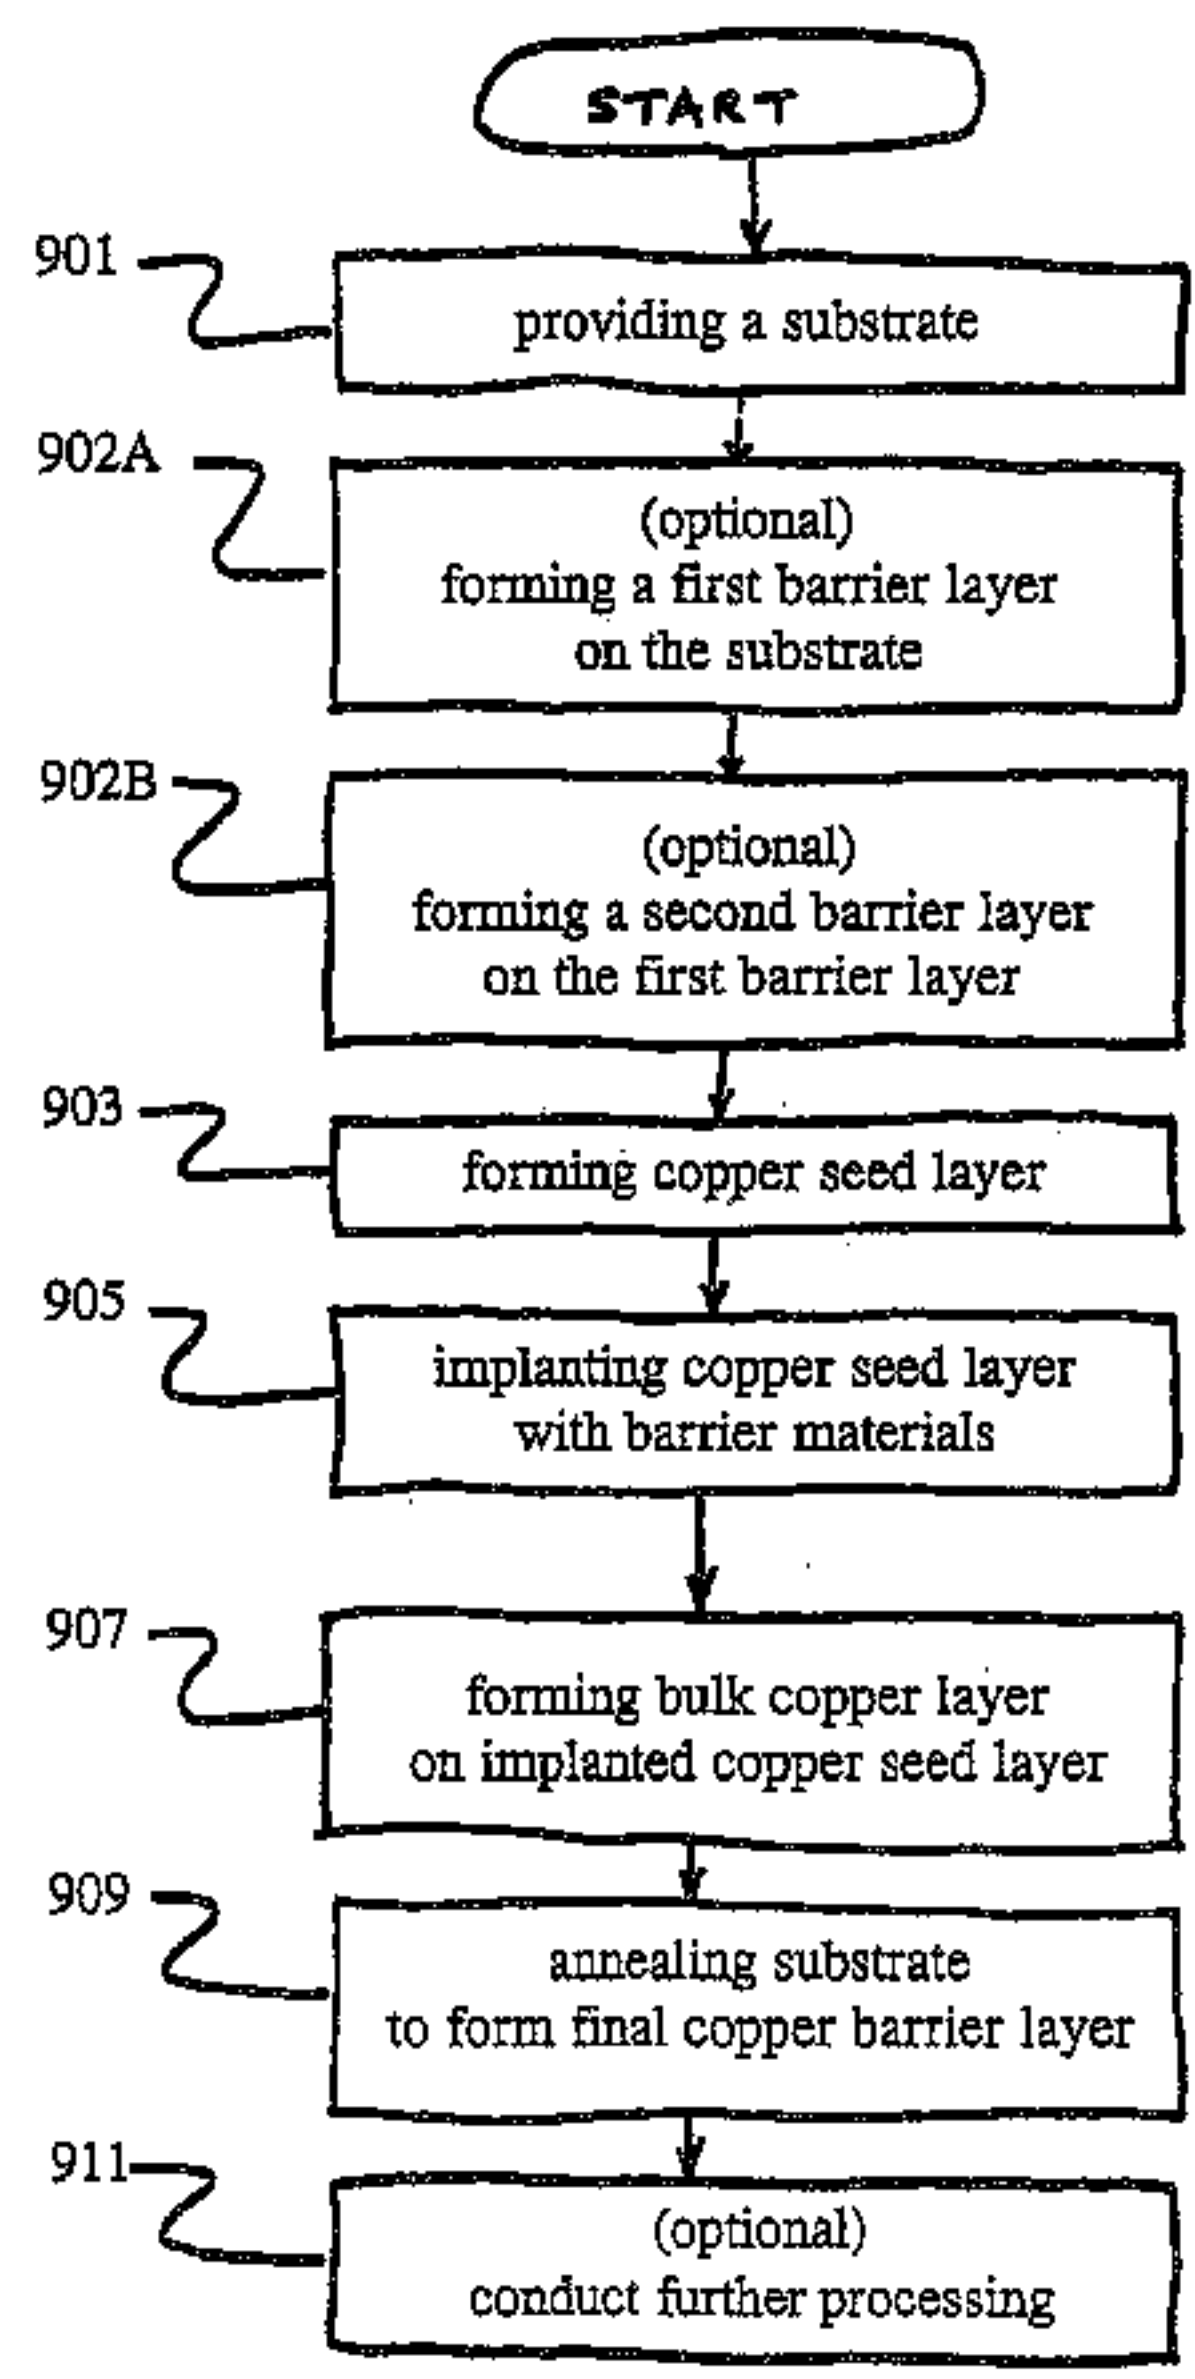 START
901
providing a substrate
902A
(optional)
forming a first barrier layer
on the substrate
902B
(optional)
forming a second barrier layer
on the first barrier layer
903
forming copper seed layer
905
implanting copper seed layer
with barrier materials
907
forming bulk copper layer
on implanted copper seed layer
909
annealing substrate
to form final copper barrier layer
911
(optional)
conduct further processing